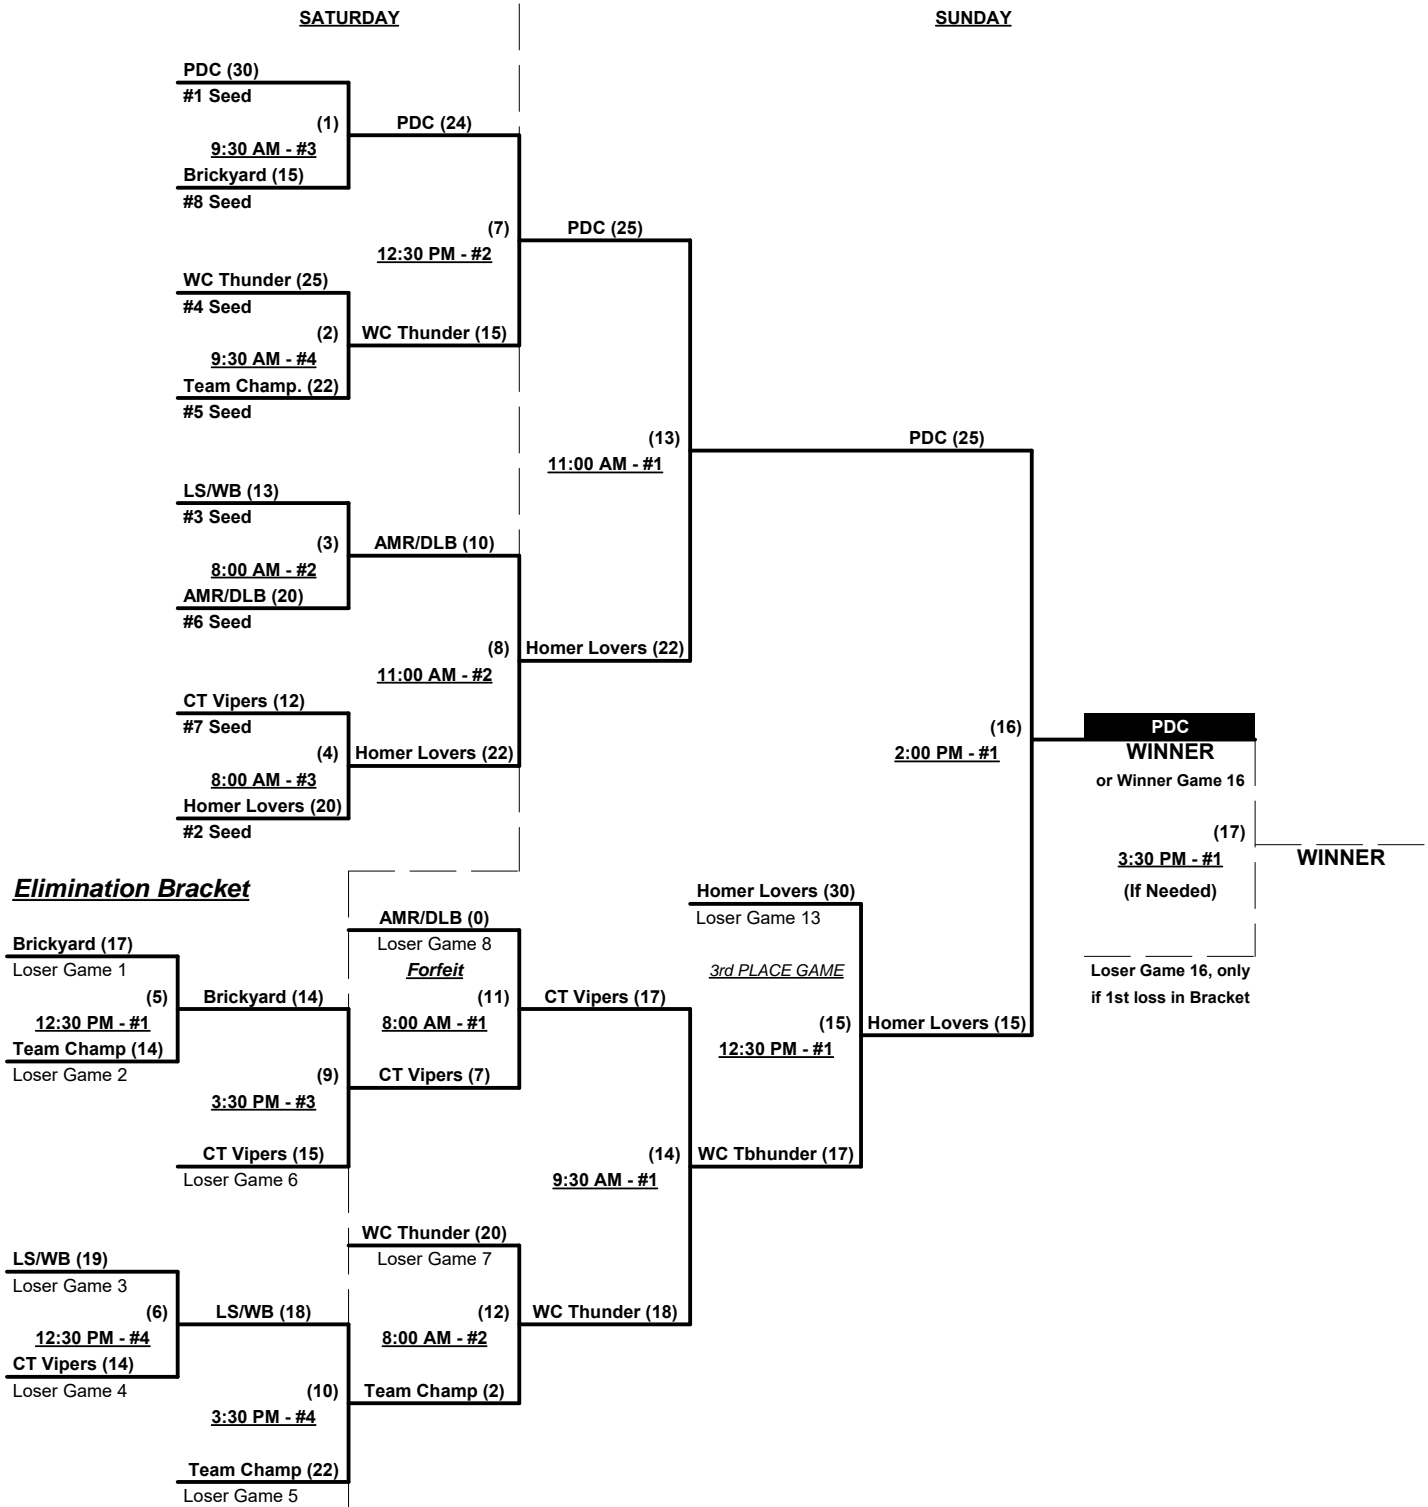 SATURDAY
SUNDAY
PDC (30)
#1 Seed
(1)
9:30 AM - #3
Brickyard (15)
#8 Seed
PDC (24)
(7)
12:30 PM - #2
WC Thunder (25)
#4 Seed
(2)
9:30 AM - #4
Team Champ. (22)
#5 Seed
WC Thunder (15)
PDC (25)
(13)
11:00 AM - #1
LS/WB (13)
#3 Seed
(3)
8:00 AM - #2
AMR/DLB (20)
#6 Seed
AMR/DLB (10)
(8)
11:00 AM - #2
CT Vipers (12)
#7 Seed
(4)
8:00 AM - #3
Homer Lovers (20)
#2 Seed
Homer Lovers (22)
Homer Lovers (22)
PDC (25)
(16)
2:00 PM - #1
PDC
WINNER
or Winner Game 16
(17)
3:30 PM - #1
(If Needed)
WINNER
Loser Game 16, only
if 1st loss in Bracket
Elimination Bracket
Brickyard (17)
Loser Game 1
(5)
12:30 PM - #1
Team Champ (14)
Loser Game 2
Brickyard (14)
(9)
3:30 PM - #3
CT Vipers (15)
Loser Game 6
AMR/DLB (0)
Loser Game 8
Forfeit
(11)
8:00 AM - #1
CT Vipers (7)
CT Vipers (17)
(14)
9:30 AM - #1
LS/WB (19)
Loser Game 3
(6)
12:30 PM - #4
CT Vipers (14)
Loser Game 4
LS/WB (18)
(10)
3:30 PM - #4
Team Champ (22)
Loser Game 5
WC Thunder (20)
Loser Game 7
(12)
8:00 AM - #2
Team Champ (2)
WC Thunder (18)
Homer Lovers (30)
Loser Game 13
3rd PLACE GAME
(15)
12:30 PM - #1
WC Tbhunder (17)
Homer Lovers (15)